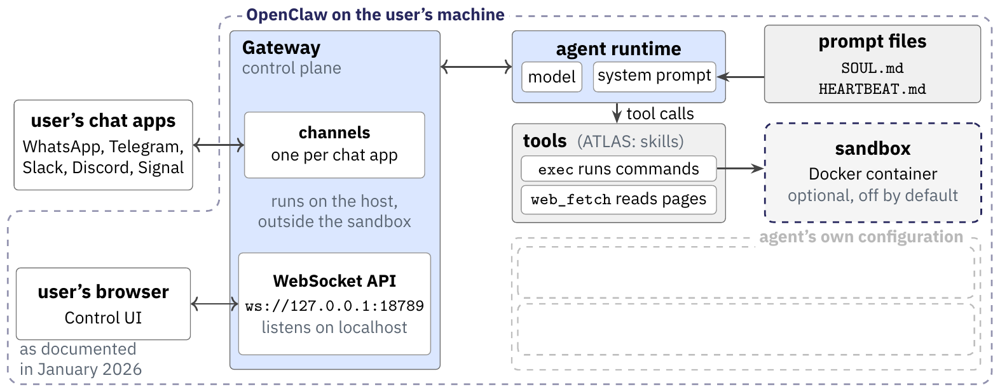 OpenClaw on the user's machine
Gateway
control plane
agent runtime
model
system prompt
prompt files
SOUL.md
HEARTBEAT.md
user's chat apps
WhatsApp, Telegram,
Slack, Discord, Signal
channels
one per chat app
tool calls
tools (ATLAS: skills)
exec runs commands
web_fetch reads pages
sandbox
Docker container
optional, off by default
runs on the host,
outside the sandbox
agent's own configuration
user's browser
Control UI
WebSocket API
ws://127.0.0.1:18789
listens on localhost
as documented
in January 2026